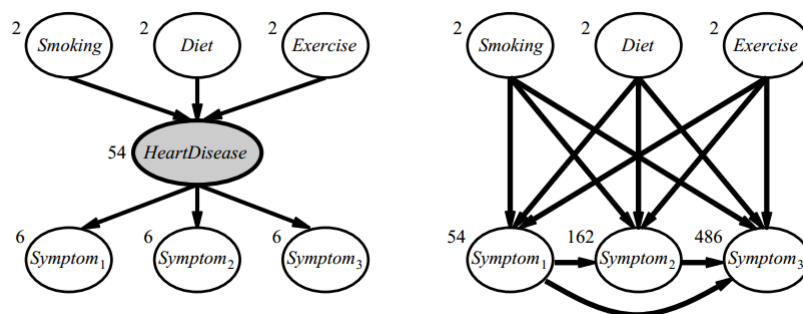 2 Smoking 2 Diet 2 Exercise
54 HeartDisease
6 Symptom1 6 Symptom2 6 Symptom3
2 Smoking 2 Diet 2 Exercise
54 Symptom1 162 Symptom2 486 Symptom3